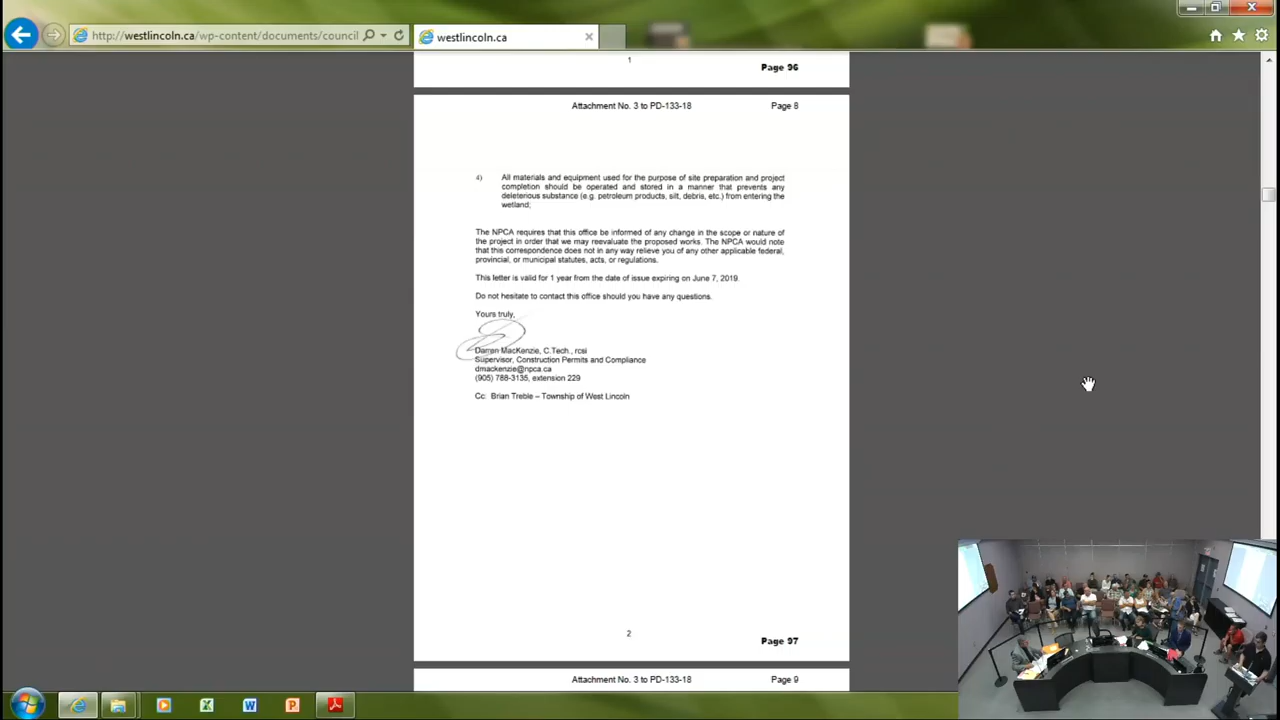 http://westlincoln.ca/wp-content/documents/council
westlincoln.ca
1
Page 96
Attachment No. 3 to PD-133-18 Page 8
4) All materials and equipment used for the purpose of site preparation and project
completion should be operated and stored in a manner that prevents any
deleterious substance (e.g. petroleum products, silt, debris, etc.) from entering the
wetland;
The NPCA requires that this office be informed of any change in the scope or nature of
the project in order that we may reevaluate the proposed works. The NPCA would note
that this correspondence does not in any way relieve you of any other applicable federal,
provincial, or municipal statutes, acts, or regulations.
This letter is valid for 1 year from the date of issue expiring on June 7, 2019.
Do not hesitate to contact this office should you have any questions.
Yours truly,
Darren MacKenzie, C.Tech., rcsi
Supervisor, Construction Permits and Compliance
dmackenzie@npca.ca
(905) 788-3135, extension 229
Cc: Brian Treble – Township of West Lincoln
2
Page 97
Attachment No. 3 to PD-133-18 Page 9